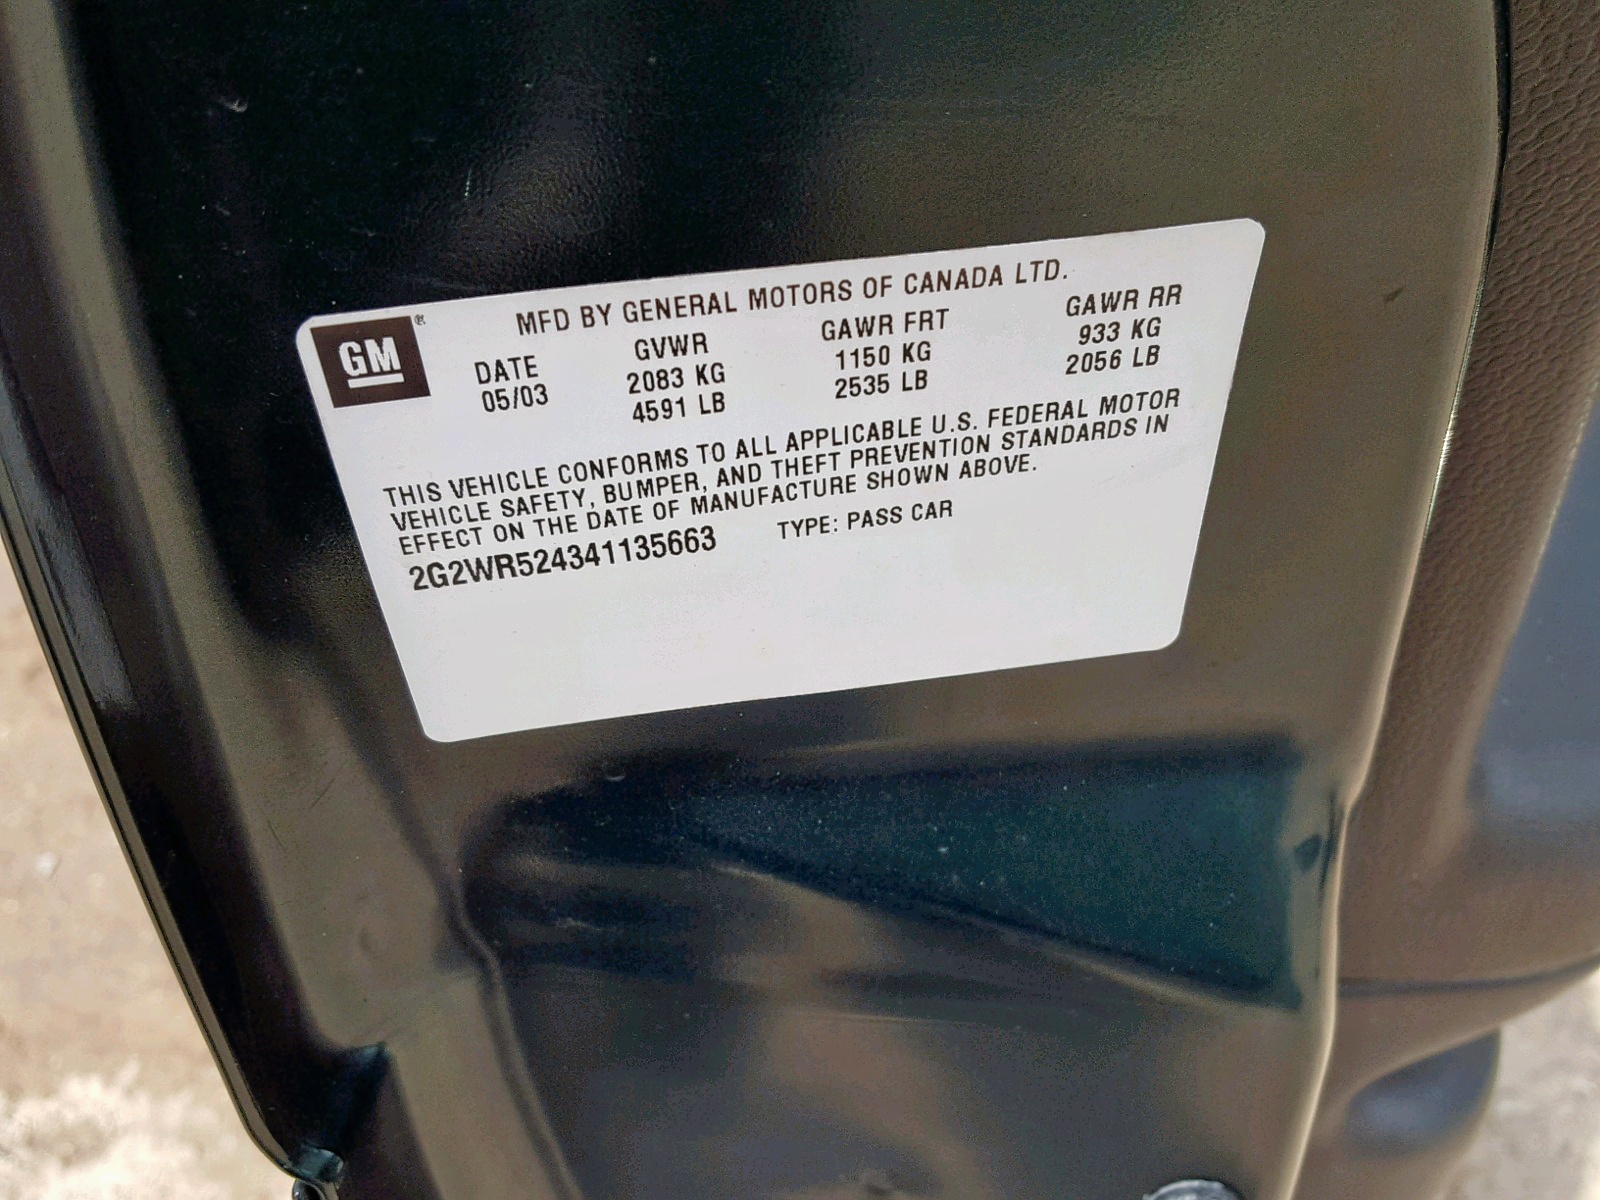 GM®
MFD BY GENERAL MOTORS OF CANADA LTD.
DATE GVWR GAWR FRT GAWR RR
05/03 2083 KG 1150 KG 933 KG
4591 LB 2535 LB 2056 LB
THIS VEHICLE CONFORMS TO ALL APPLICABLE U.S. FEDERAL MOTOR
VEHICLE SAFETY, BUMPER, AND THEFT PREVENTION STANDARDS IN
EFFECT ON THE DATE OF MANUFACTURE SHOWN ABOVE.
2G2WR524341135663 TYPE: PASS CAR